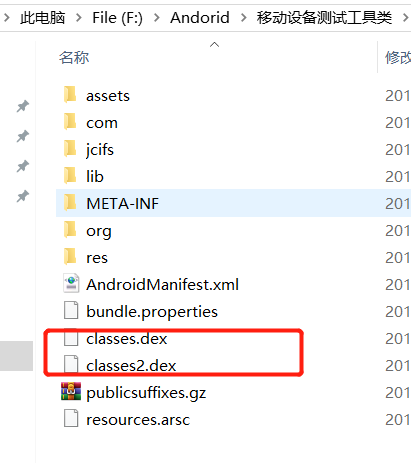 此电脑 > File (F:) > Andorid > 移动设备测试工具类 >
名称 修改
assets 201
com 201
jcifs 201
lib 201
META-INF 201
org 201
res 201
AndroidManifest.xml 201
bundle.properties 201
classes.dex 201
classes2.dex 201
publicsuffixes.gz 201
resources.arsc 201